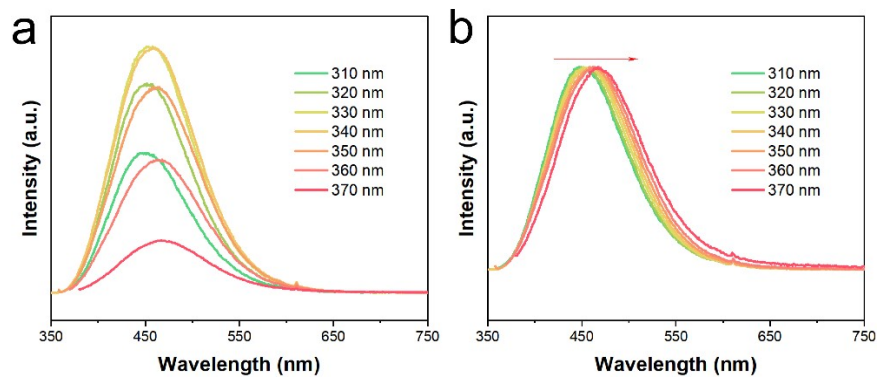 a
Intensity (a.u.)
310 nm
320 nm
330 nm
340 nm
350 nm
360 nm
370 nm
350
450
550
650
750
Wavelength (nm)
b
Intensity (a.u.)
310 nm
320 nm
330 nm
340 nm
350 nm
360 nm
370 nm
350
450
550
650
750
Wavelength (nm)